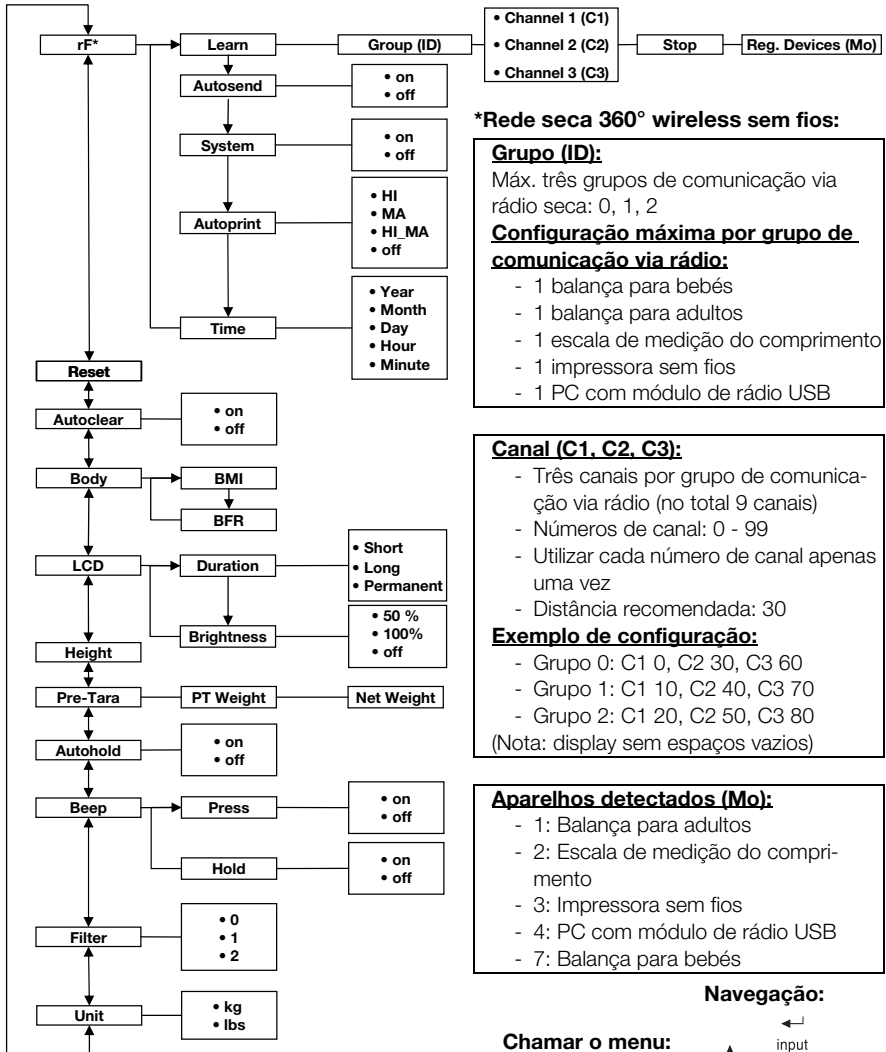 rF*
Learn
Group (ID)
• Channel 1 (C1)
• Channel 2 (C2)
• Channel 3 (C3)
Stop
Reg. Devices (Mo)
Autosend
• on
• off
System
• on
• off
Autoprint
• HI
• MA
• HI_MA
• off
Time
• Year
• Month
• Day
• Hour
• Minute
Reset
Autoclear
• on
• off
Body
BMI
BFR
LCD
Duration
• Short
• Long
• Permanent
Brightness
• 50 %
• 100%
• off
Height
Pre-Tara
PT Weight
Net Weight
Autohold
• on
• off
Beep
Press
• on
• off
Hold
• on
• off
Filter
• 0
• 1
• 2
Unit
• kg
• lbs
*Rede seca 360° wireless sem fios:
Grupo (ID):
Máx. três grupos de comunicação via
rádio seca: 0, 1, 2
Configuração máxima por grupo de
comunicação via rádio:
- 1 balança para bebés
- 1 balança para adultos
- 1 escala de medição do comprimento
- 1 impressora sem fios
- 1 PC com módulo de rádio USB
Canal (C1, C2, C3):
- Três canais por grupo de comunica-
ção via rádio (no total 9 canais)
- Números de canal: 0 - 99
- Utilizar cada número de canal apenas
uma vez
- Distância recomendada: 30
Exemplo de configuração:
- Grupo 0: C1 0, C2 30, C3 60
- Grupo 1: C1 10, C2 40, C3 70
- Grupo 2: C1 20, C2 50, C3 80
(Nota: display sem espaços vazios)
Aparelhos detectados (Mo):
- 1: Balança para adultos
- 2: Escala de medição do compri-
mento
- 3: Impressora sem fios
- 4: PC com módulo de rádio USB
- 7: Balança para bebés
Navegação:
Chamar o menu:
input